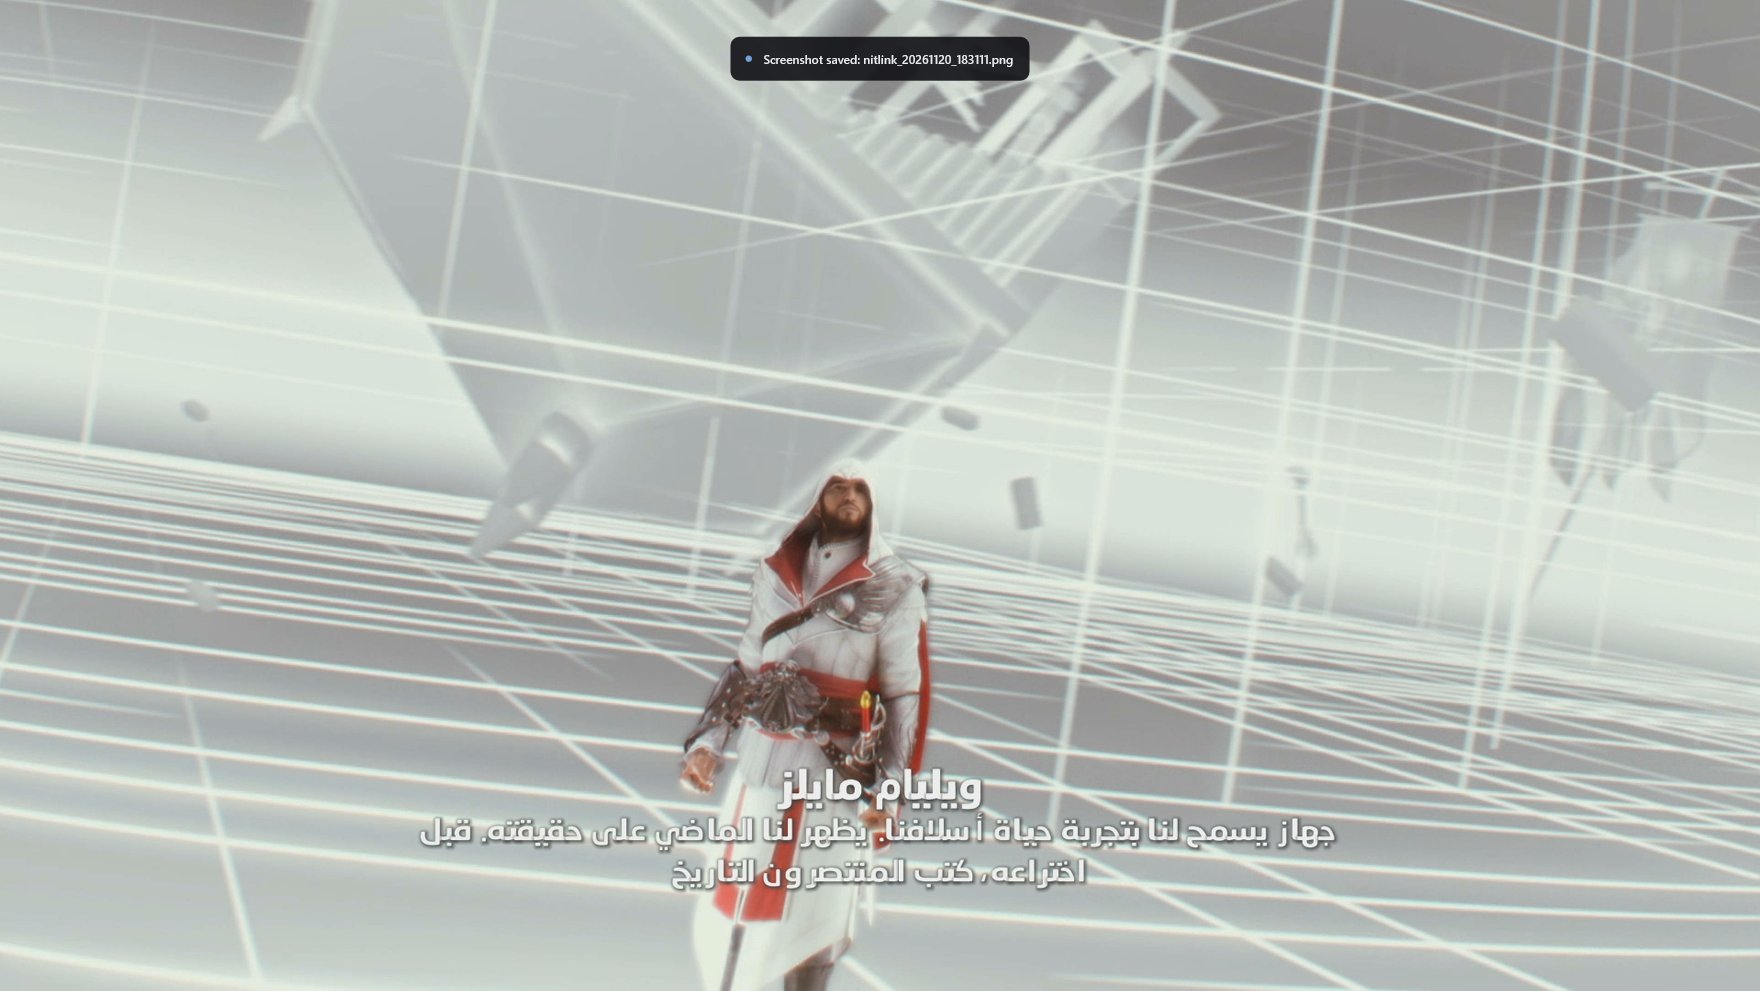 Screenshot saved: nitlink_20261120_183111.png
ويليام مايلز
جهاز يسمح لنا بتجربة حياة أسلافنا. يظهر لنا الماضي على حقيقته. قبل
اختراعه، كتب المنتصرون التاريخ